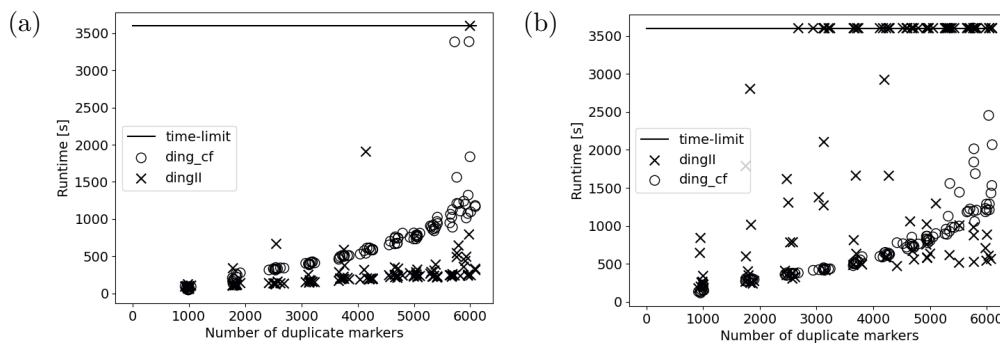 (a)
3500
3000
2500
2000
1500
1000
500
0
Runtime [s]
time-limit
ding_cf
dingII
0 1000 2000 3000 4000 5000 6000
Number of duplicate markers
(b)
3500
3000
2500
2000
1500
1000
500
0
Runtime [s]
time-limit
dingII
ding_cf
0 1000 2000 3000 4000 5000 6000
Number of duplicate markers